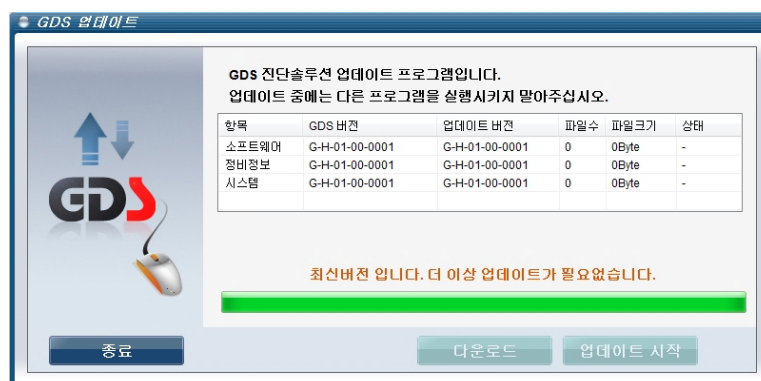 GDS 업데이트
GDS 진단솔루션 업데이트 프로그램입니다.
업데이트 중에는 다른 프로그램을 실행시키지 말아주십시오.
항목 GDS 버전 업데이트 버전 파일수 파일크기 상태
소프트웨어 G-H-01-00-0001 G-H-01-00-0001 0 0Byte -
정비정보 G-H-01-00-0001 G-H-01-00-0001 0 0Byte -
시스템 G-H-01-00-0001 G-H-01-00-0001 0 0Byte -
GDS
최신버전 입니다. 더 이상 업데이트가 필요없습니다.
종료 다운로드 업데이트 시작